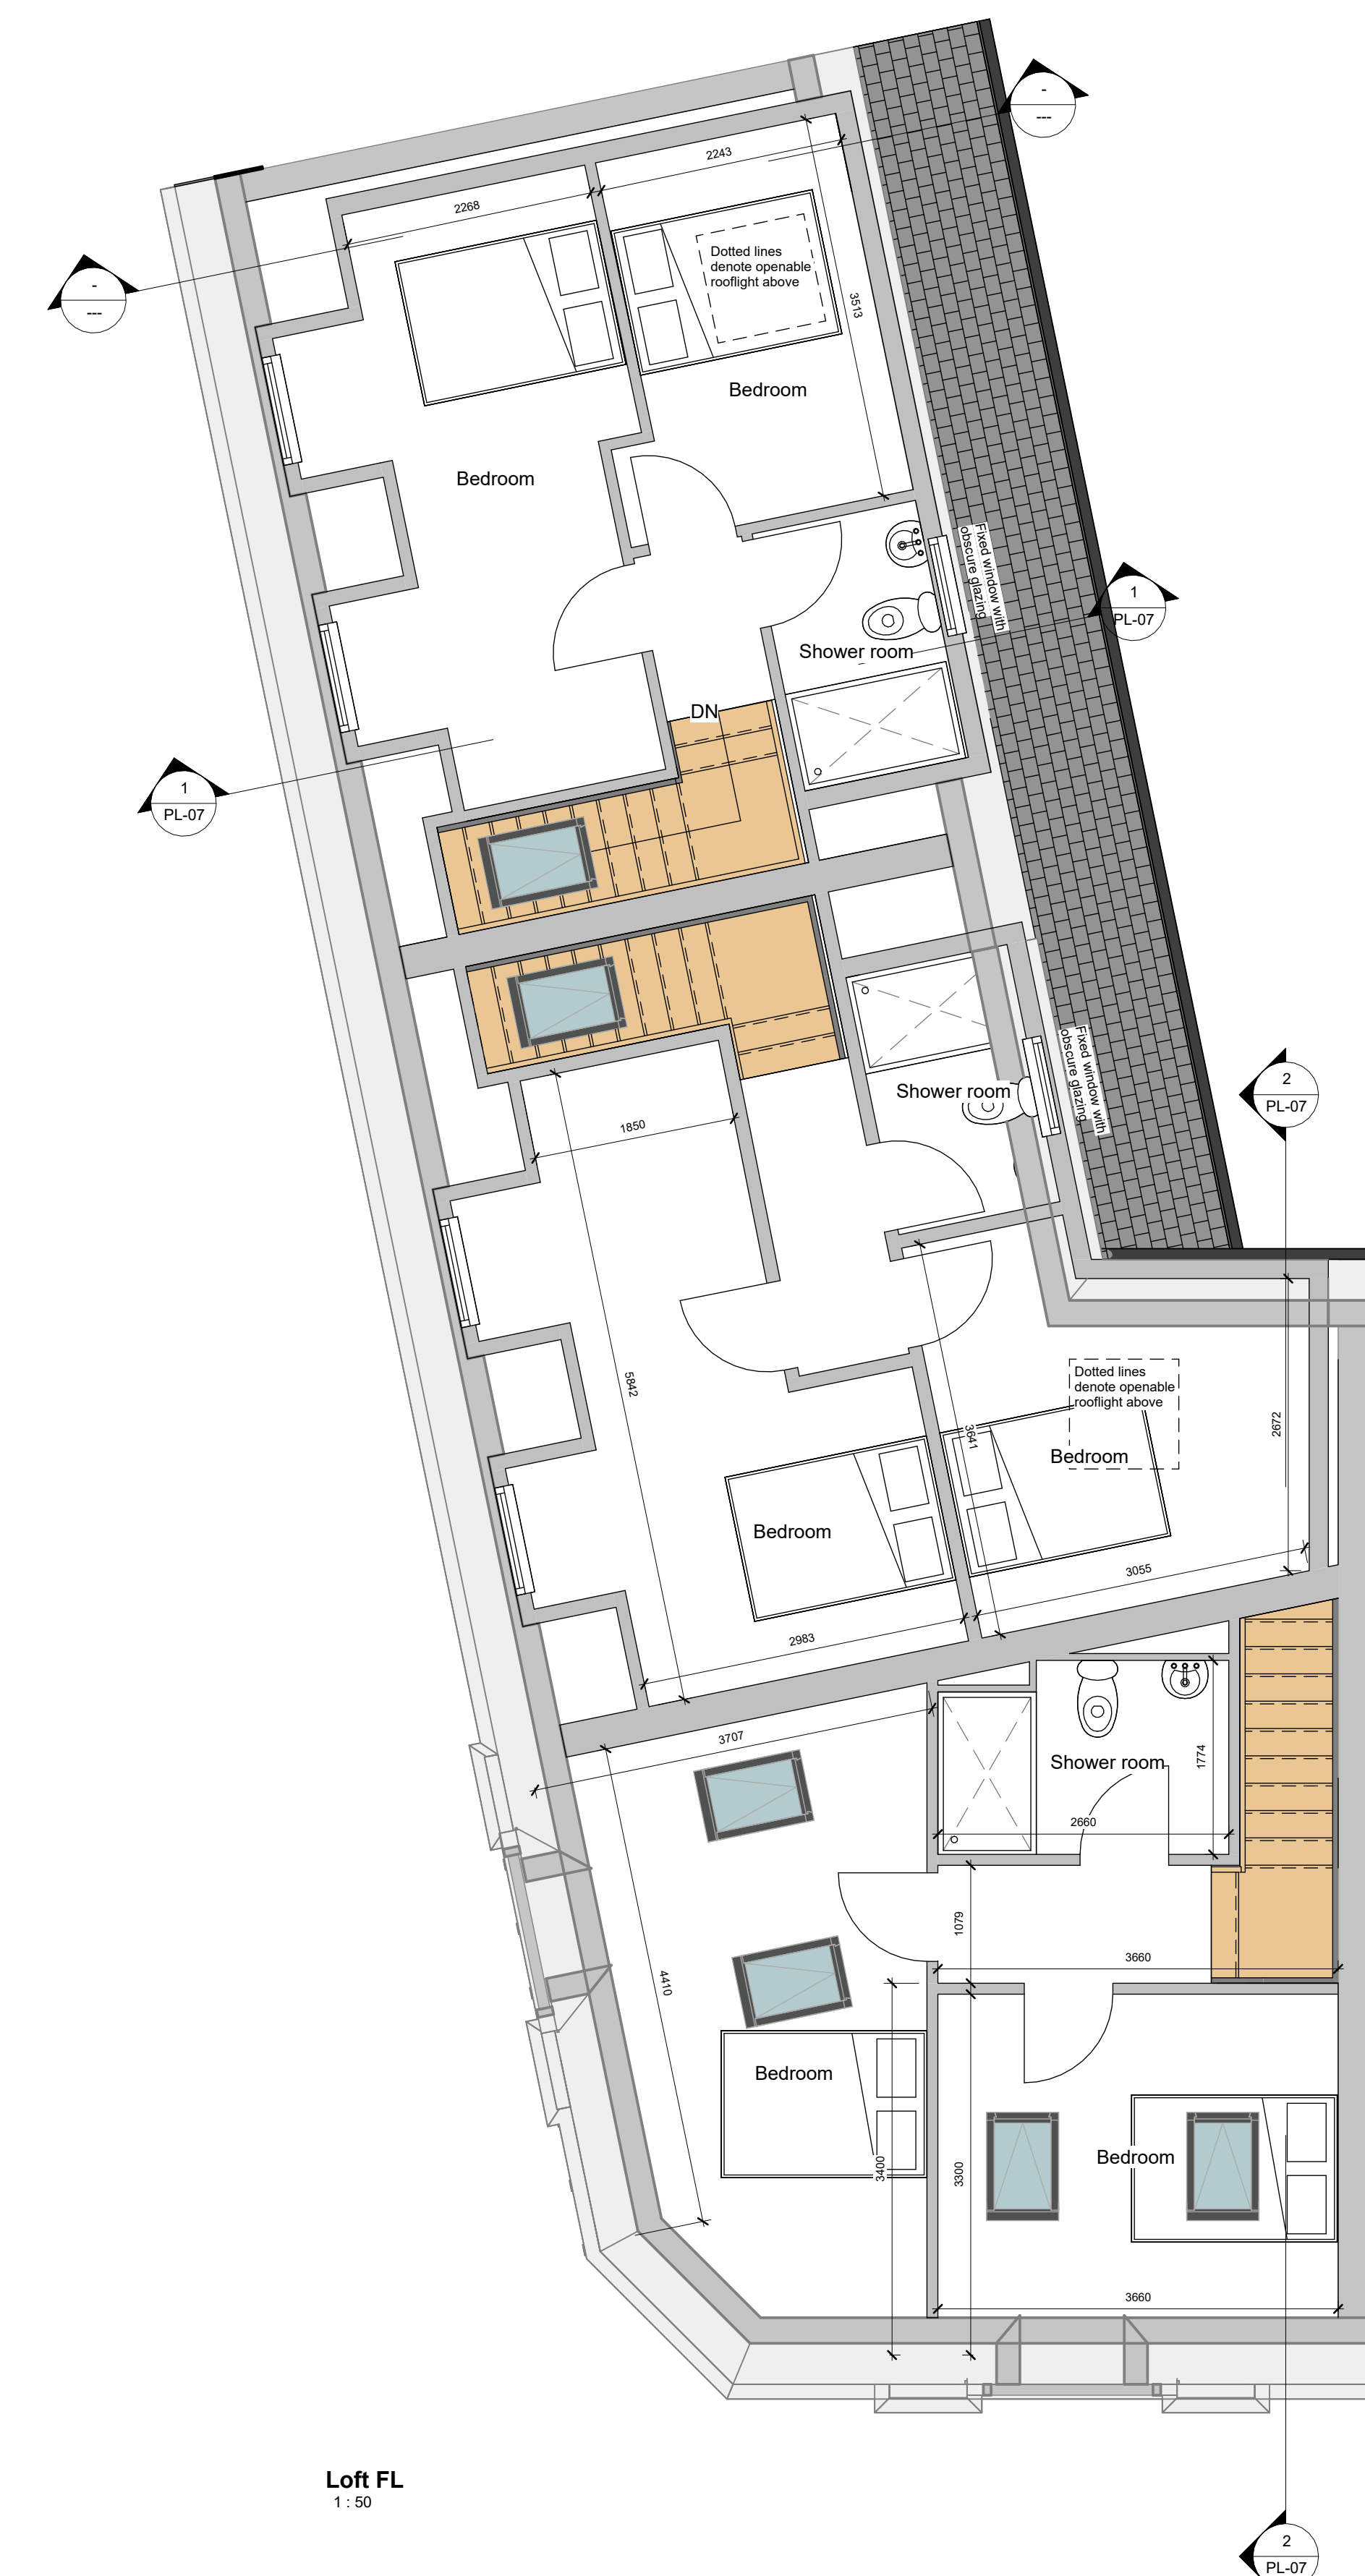 -
---
2243
2268
Dotted lines
denote openable
rooflight above
-
---
3513
Bedroom
Bedroom
Fixed window with
obscure glazing
1
PL-07
Shower room
DN
1
PL-07
Fixed window with
obscure glazing
2
PL-07
Shower room
1850
Dotted lines
denote openable
rooflight above
5842
3641
2672
Bedroom
Bedroom
3055
2983
3707
Shower room
1774
2660
1079
3660
4410
Bedroom
3400
3300
Bedroom
3660
Loft FL
1 : 50
2
PL-07